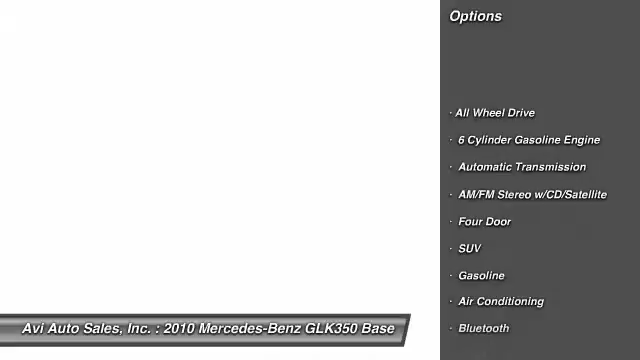 Options
· All Wheel Drive
· 6 Cylinder Gasoline Engine
· Automatic Transmission
· AM/FM Stereo w/CD/Satellite
· Four Door
· SUV
· Gasoline
· Air Conditioning
· Bluetooth
Avi Auto Sales, Inc. : 2010 Mercedes-Benz GLK350 Base